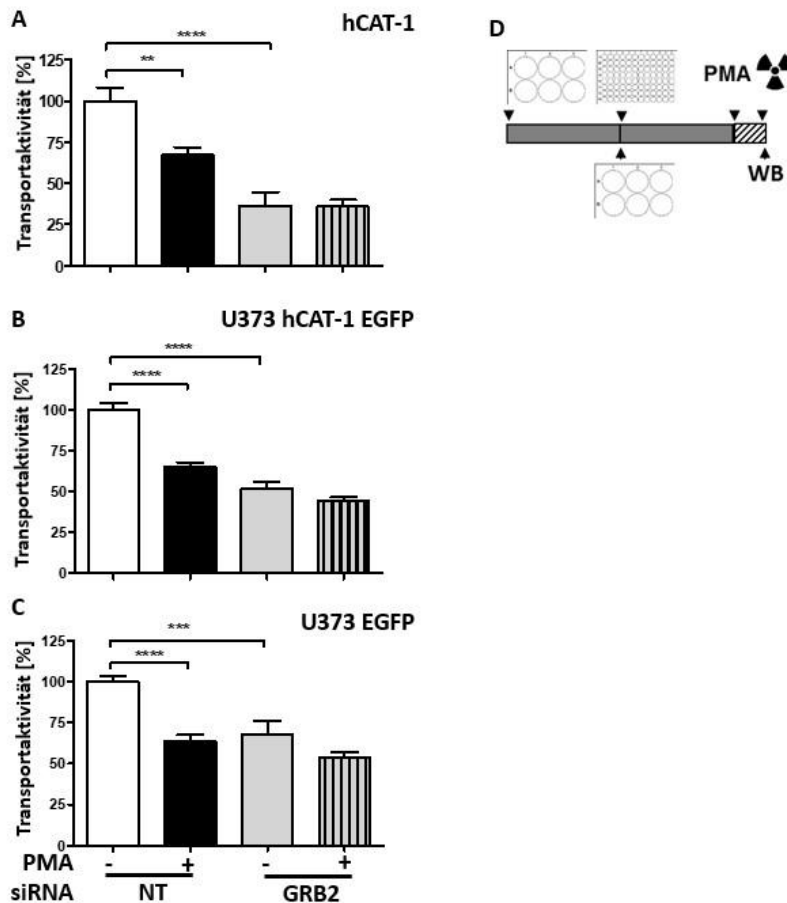 A
hCAT-1
****
**
Transportaktivität [%]
125
100
75
50
25
0
B
U373 hCAT-1 EGFP
****
****
Transportaktivität [%]
125
100
75
50
25
0
C
U373 EGFP
***
****
Transportaktivität [%]
125
100
75
50
25
0
PMA - + - +
siRNA NT GRB2
D
PMA
WB